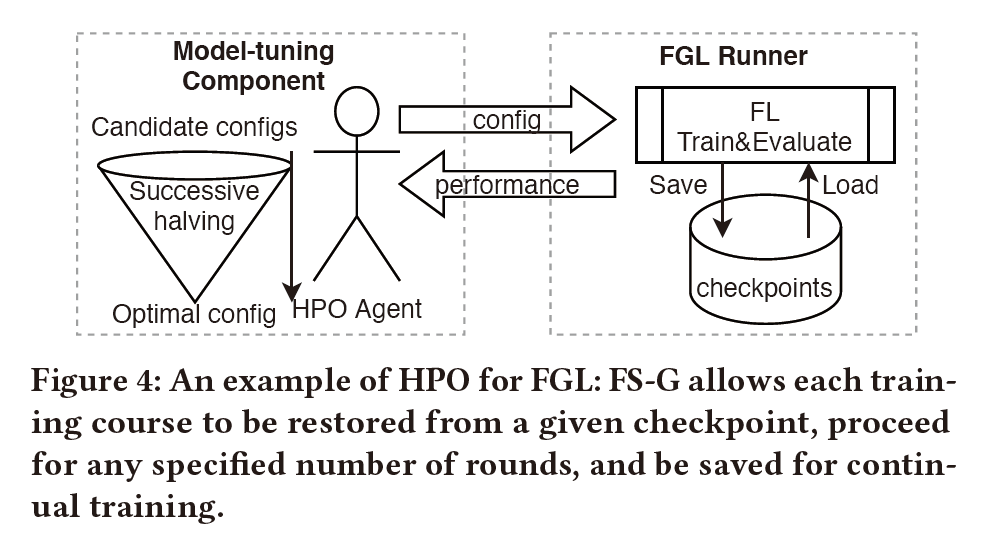 Model-tuning
Component
Candidate configs
Successive
halving
Optimal config
HPO Agent
config
performance
FGL Runner
FL
Train&Evaluate
Save
Load
checkpoints
Figure 4: An example of HPO for FGL: FS-G allows each train-
ing course to be restored from a given checkpoint, proceed
for any specified number of rounds, and be saved for contin-
ual training.